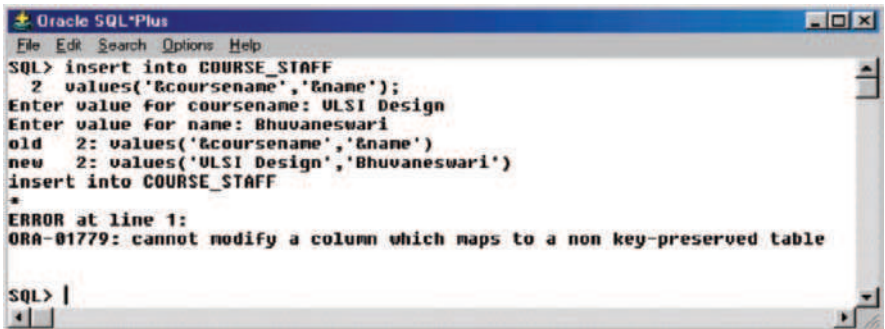 Oracle SQL*Plus
File Edit Search Options Help
SQL> insert into COURSE_STAFF
2 values('&coursename','&name');
Enter value for coursename: VLSI Design
Enter value for name: Bhuvaneswari
old 2: values('&coursename','&name')
new 2: values('VLSI Design','Bhuvaneswari')
insert into COURSE_STAFF
*
ERROR at line 1:
ORA-01779: cannot modify a column which maps to a non key-preserved table
SQL>